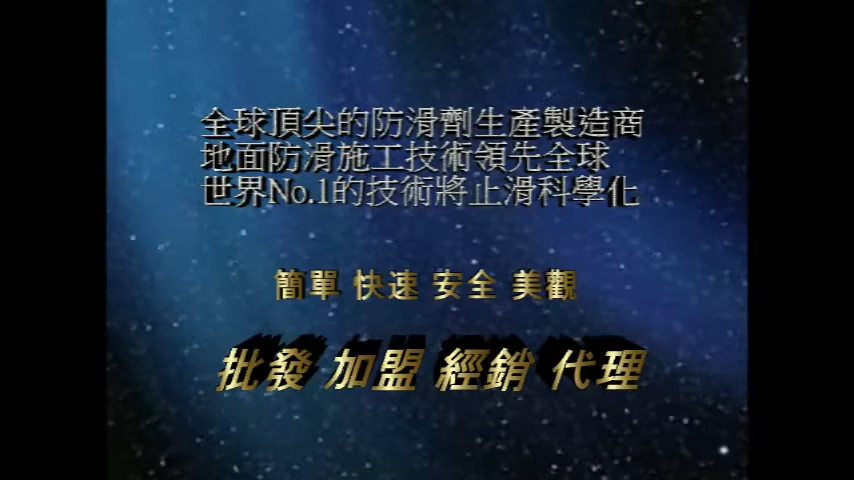 全球頂尖的防滑劑生產製造商
地面防滑施工技術領先全球
世界No.1的技術將止滑科學化
簡單 快速 安全 美觀
批發 加盟 經銷 代理